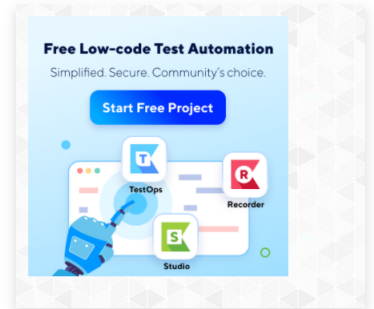 Free Low-code Test Automation
Simplified. Secure. Community's choice.
Start Free Project
T
TestOps
R
Recorder
S
Studio